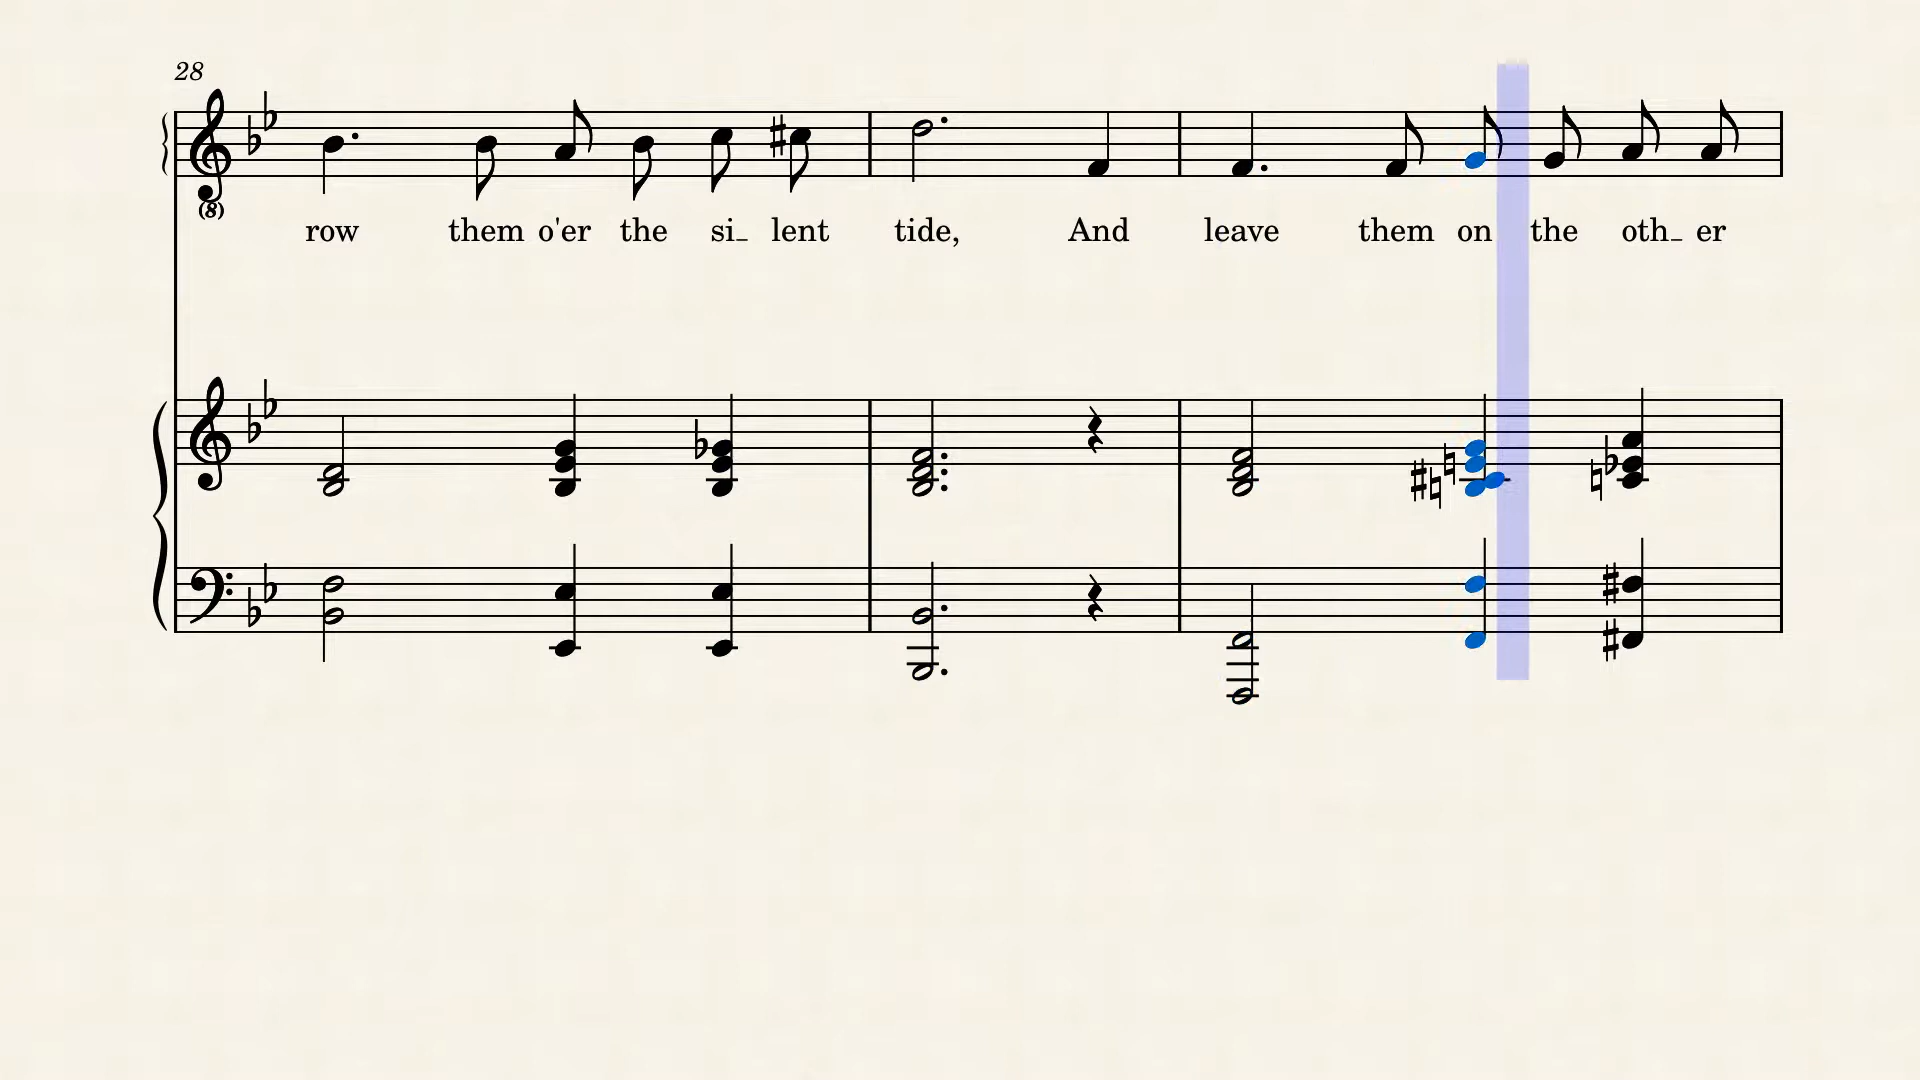 28
(8)
row them o'er the si_ lent tide, And leave them on the oth_ er